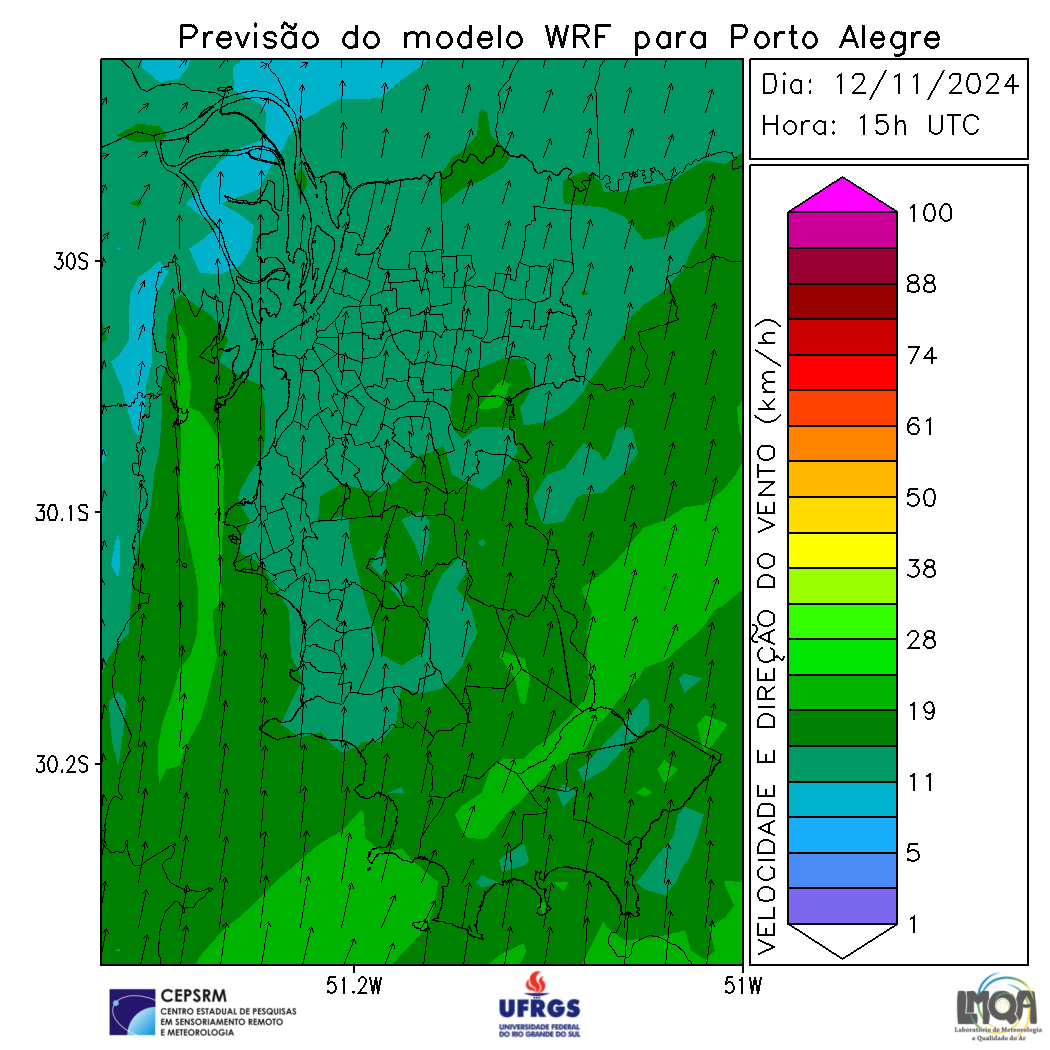 Previsão do modelo WRF para Porto Alegre
Dia: 12/11/2024
Hora: 15h UTC
30S
30.1S
30.2S
51.2W
51W
VELOCIDADE E DIREÇÃO DO VENTO (km/h)
100
88
74
61
50
38
28
19
11
5
1
CEPSRM
CENTRO ESTADUAL DE PESQUISAS
EM SENSORIAMENTO REMOTO
E METEOROLOGIA
UFRGS
UNIVERSIDADE FEDERAL
DO RIO GRANDE DO SUL
LMQA
Laboratório de Meteorologia
e Qualidade do Ar